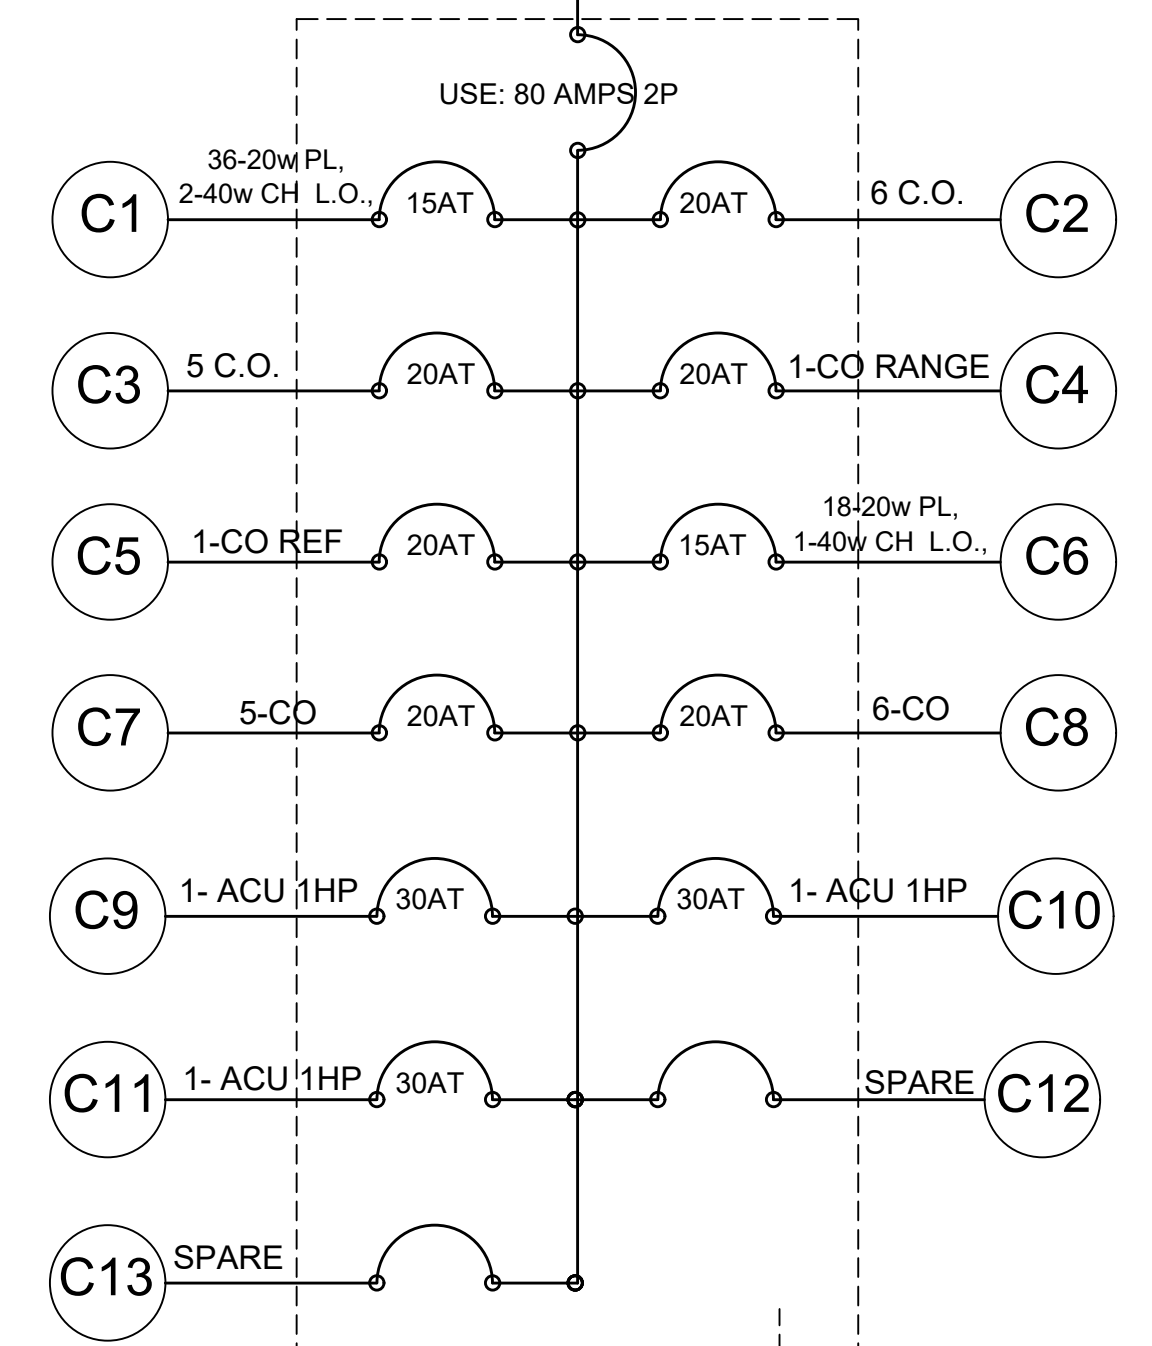 USE: 80 AMPS 2P
36-20w PL,
2-40w CH L.O.,
C1
15AT
20AT
6 C.O.
C2
C3
5 C.O.
20AT
20AT
1-CO RANGE
C4
C5
1-CO REF
20AT
15AT
18-20w PL,
1-40w CH L.O.,
C6
C7
5-CO
20AT
20AT
6-CO
C8
C9
1- ACU 1HP
30AT
30AT
1- ACU 1HP
C10
C11
1- ACU 1HP
30AT
SPARE
C12
C13
SPARE